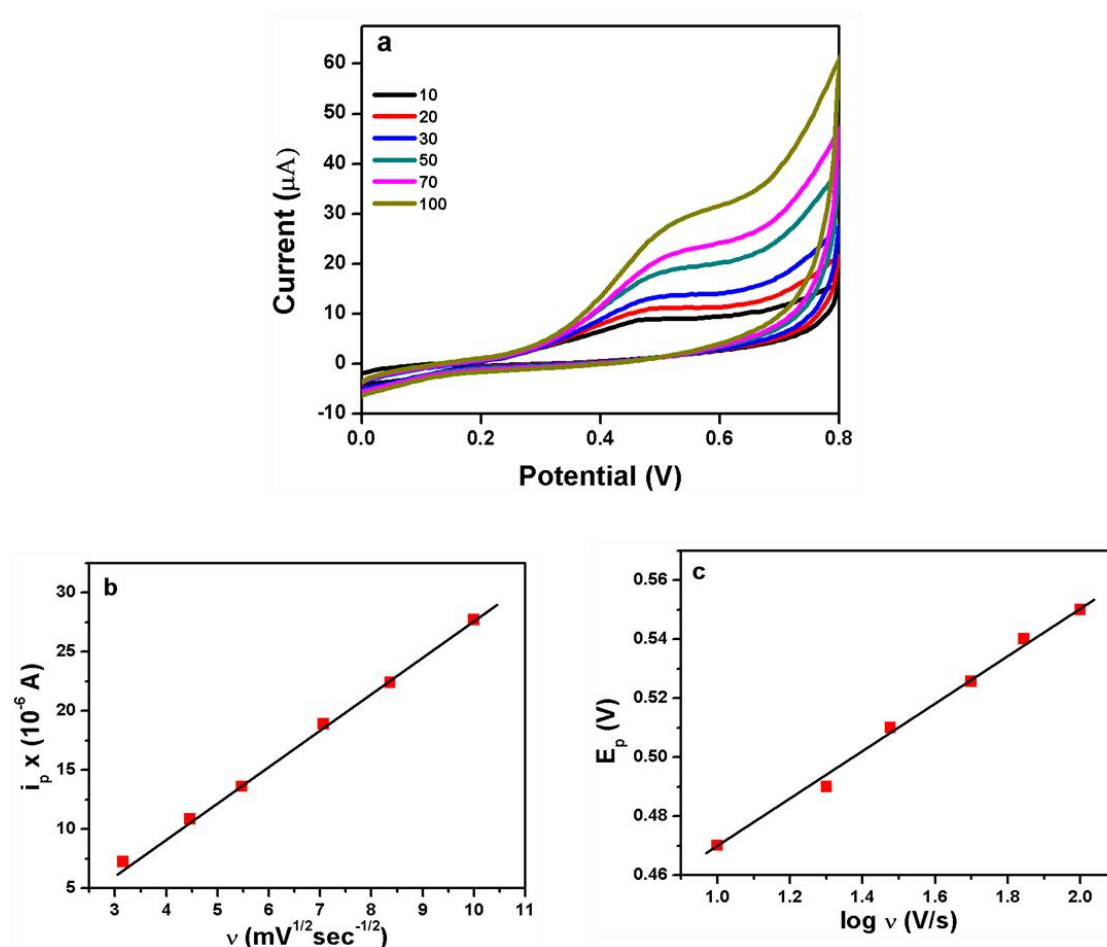 a
60
50
40
30
20
10
0
-10
Current (μA)
10
20
30
50
70
100
0.0 0.2 0.4 0.6 0.8
Potential (V)
b
30
25
20
15
10
5
i_p x (10^-6 A)
3 4 5 6 7 8 9 10 11
ν (mV^1/2sec^-1/2)
c
0.56
0.54
0.52
0.50
0.48
0.46
E_p (V)
1.0 1.2 1.4 1.6 1.8 2.0
log ν (V/s)